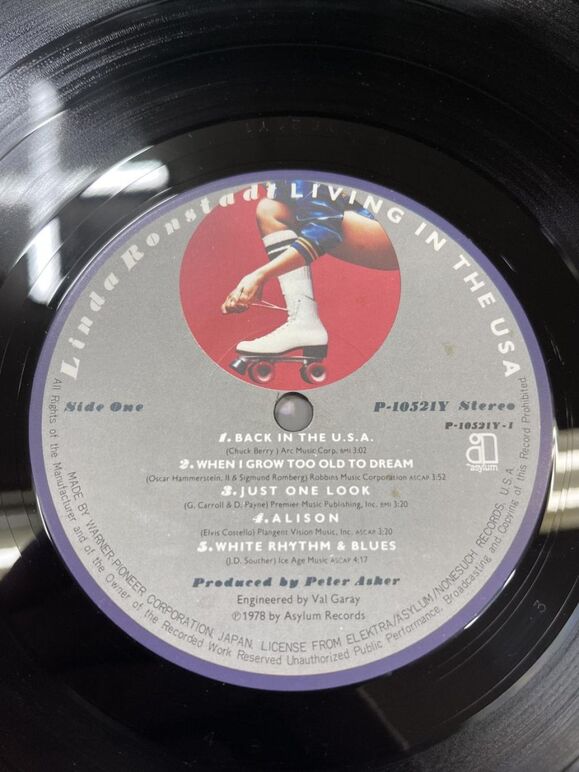 Linda Ronstadt LIVING IN THE USA
Side One
P-10521Y Stereo
P-10521Y-1
asylum
1. BACK IN THE U.S.A.
(Chuck Berry ) Arc Music Corp. BMI 3:02
2. WHEN I GROW TOO OLD TO DREAM
(Oscar Hammerstein, II & Sigmund Romberg) Robbins Music Corporation ASCAP 3:52
3. JUST ONE LOOK
(G. Carroll & D. Payne) Premier Music Publishing, Inc. BMI 3:20
4. ALISON
(Elvis Costello) Plangent Vision Music, Inc. ASCAP 3:20
5. WHITE RHYTHM & BLUES
(J.D. Souther) Ice Age Music ASCAP 4:17
Produced by Peter Asher
Engineered by Val Garay
℗1978 by Asylum Records
MADE BY WARNER-PIONEER CORPORATION, JAPAN. LICENSE FROM ELEKTRA/ASYLUM/NONESUCH RECORDS, U.S.A.
All Rights of the Manufacturer and of the Owner of the Recorded Work Reserved Unauthorized Public Performance, Broadcasting and Copying of this Record Prohibited
3